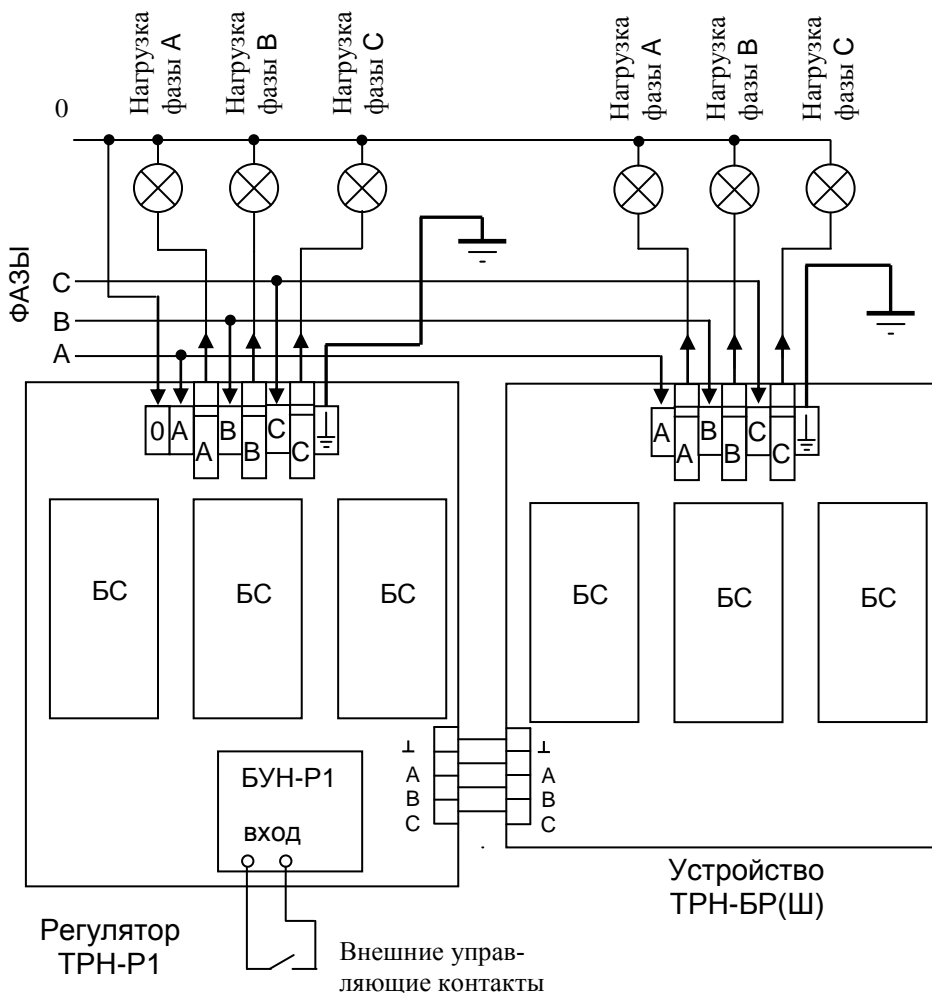 Нагрузка
фазы А
Нагрузка
фазы В
Нагрузка
фазы С
Нагрузка
фазы А
Нагрузка
фазы В
Нагрузка
фазы С
0
ФАЗЫ
С
В
А
0 А А В В С С
А А В В С С
БС БС БС
БС БС БС
БУН-Р1
вход
⊥ ⊥
А А
В В
С С
Регулятор
ТРН-Р1
Внешние управ-
ляющие контакты
Устройство
ТРН-БР(Ш)